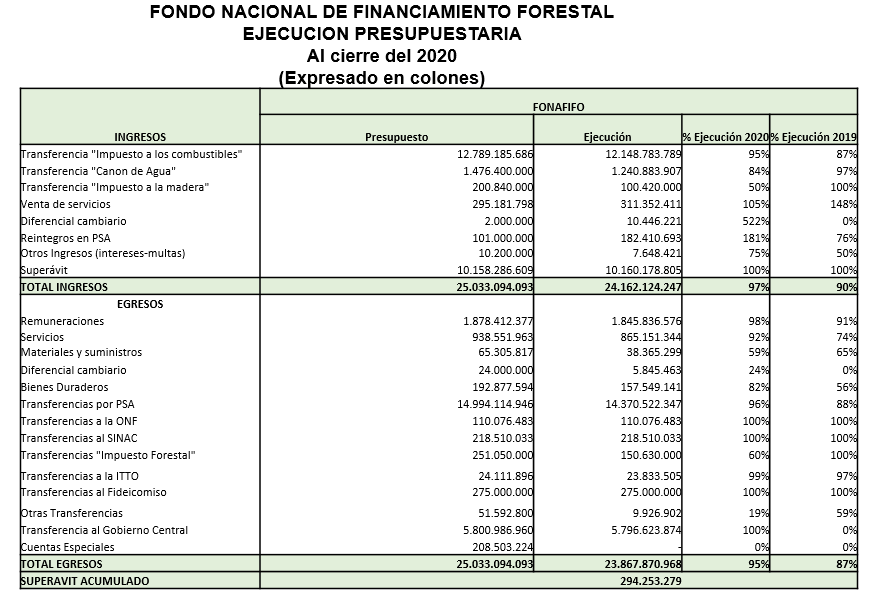 FONDO NACIONAL DE FINANCIAMIENTO FORESTAL
EJECUCION PRESUPUESTARIA
Al cierre del 2020
(Expresado en colones)
FONAFIFO
INGRESOS Presupuesto Ejecución % Ejecución 2020 % Ejecución 2019
Transferencia "Impuesto a los combustibles" 12.789.185.686 12.148.783.789 95% 87%
Transferencia "Canon de Agua" 1.476.400.000 1.240.883.907 84% 97%
Transferencia "Impuesto a la madera" 200.840.000 100.420.000 50% 100%
Venta de servicios 295.181.798 311.352.411 105% 148%
Diferencial cambiario 2.000.000 10.446.221 522% 0%
Reintegros en PSA 101.000.000 182.410.693 181% 76%
Otros Ingresos (intereses-multas) 10.200.000 7.648.421 75% 50%
Superávit 10.158.286.609 10.160.178.805 100% 100%
TOTAL INGRESOS 25.033.094.093 24.162.124.247 97% 90%
EGRESOS
Remuneraciones 1.878.412.377 1.845.836.576 98% 91%
Servicios 938.551.963 865.151.344 92% 74%
Materiales y suministros 65.305.817 38.365.299 59% 65%
Diferencial cambiario 24.000.000 5.845.463 24% 0%
Bienes Duraderos 192.877.594 157.549.141 82% 56%
Transferencias por PSA 14.994.114.946 14.370.522.347 96% 88%
Transferencias a la ONF 110.076.483 110.076.483 100% 100%
Transferencias al SINAC 218.510.033 218.510.033 100% 100%
Transferencias "Impuesto Forestal" 251.050.000 150.630.000 60% 100%
Transferencias a la ITTO 24.111.896 23.833.505 99% 97%
Transferencias al Fideicomiso 275.000.000 275.000.000 100% 100%
Otras Transferencias 51.592.800 9.926.902 19% 59%
Transferencia al Gobierno Central 5.800.986.960 5.796.623.874 100% 0%
Cuentas Especiales 208.503.224 - 0% 0%
TOTAL EGRESOS 25.033.094.093 23.867.870.968 95% 87%
SUPERAVIT ACUMULADO 294.253.279